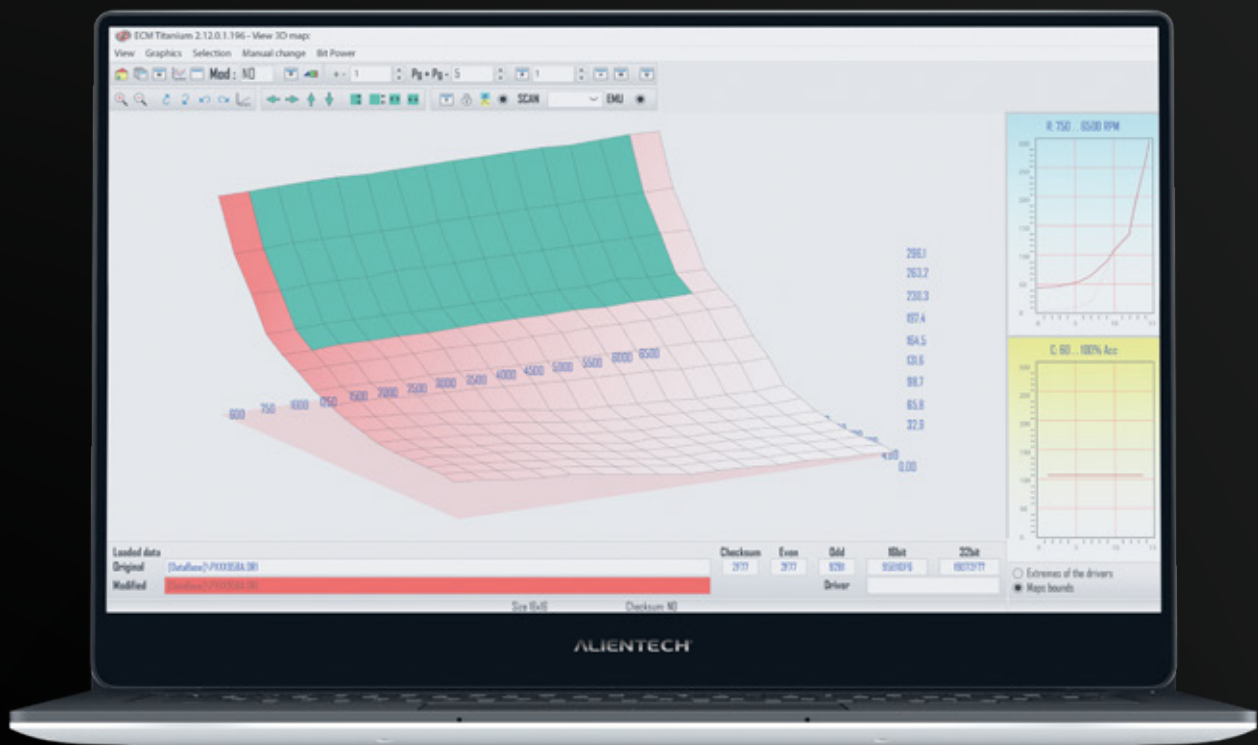 ECM Titanium 2.12.0.1.196 - View 3D map:
View Graphics Selection Manual change Bit Power
Mod : NO + - 1 Pg + Pg - 5 1
SCAN EMU
R: 750 . . 6500 RPM
600 750 1000 1250 1500 2000 2500 3000 3500 4000 4500 5000 5500 6000 6500
296,1
263,2
230,3
197,4
164,5
131,6
98,7
65,8
32,9
0,00
C: 60 . . 100% Acc
Extremes of the drivers
Maps bounds
Loaded data Checksum Even Odd 16bit 32bit
Original 2F77 2F77
Modified Driver
Size 16x16 Checksum: NO
ALIENTECH